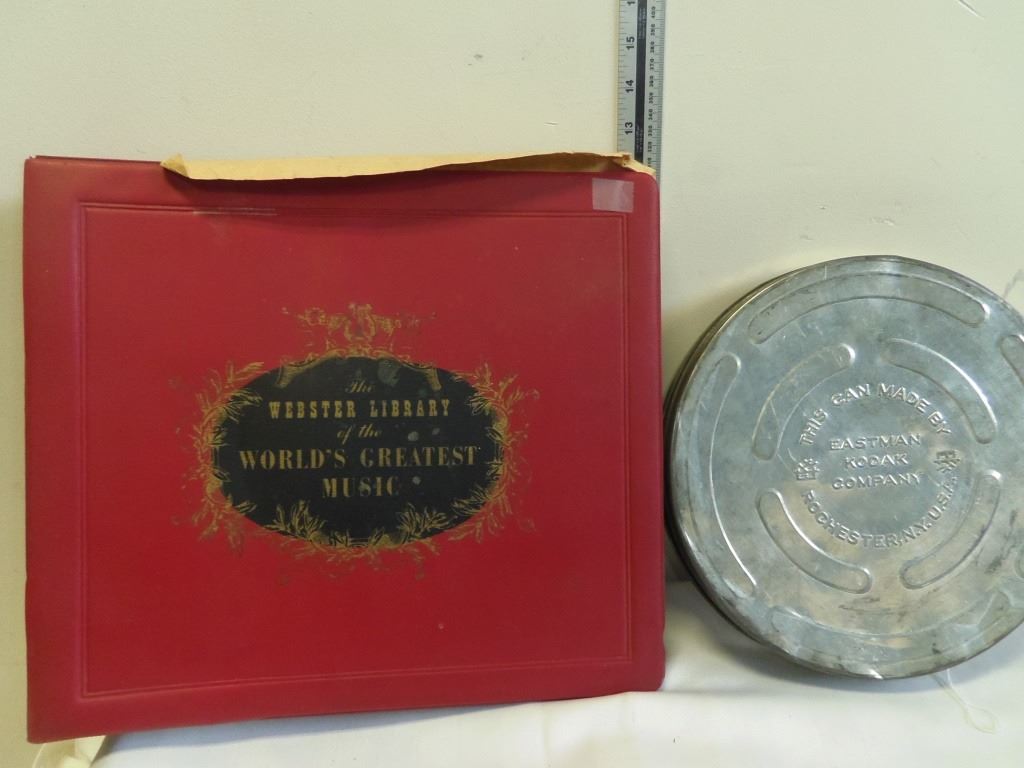 The
WEBSTER LIBRARY
of the
WORLD'S GREATEST
MUSIC
THIS CAN MADE BY
EASTMAN
KODAK
COMPANY
ROCHESTER, N.Y. U.S.A.
15
14
13